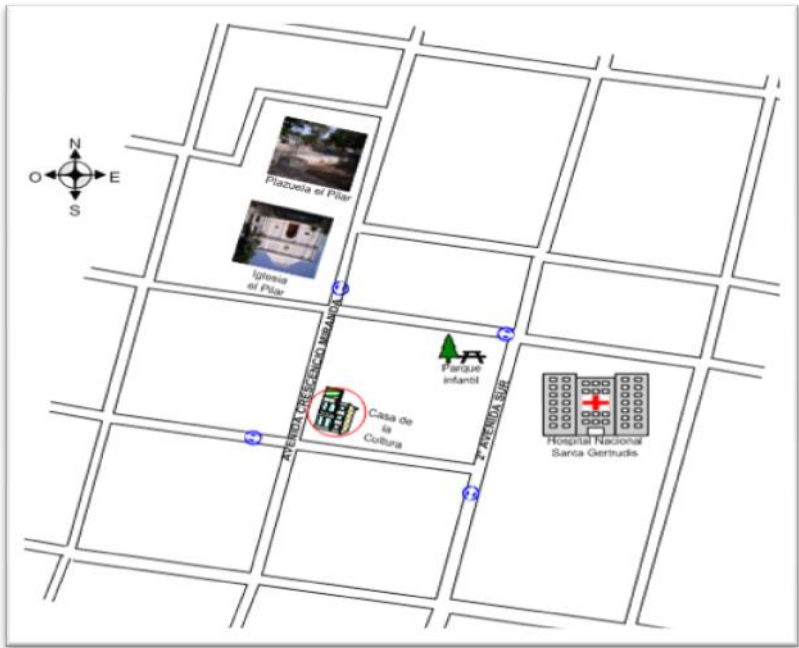 N
O
E
S
Plazuela el Pilar
Iglesia
el Pilar
AVENIDA CRESCENCIO MIRANDA
Parque
infantil
2ª AVENIDA SUR
Casa de
la
Cultura
Hospital Nacional
Santa Gertrudis